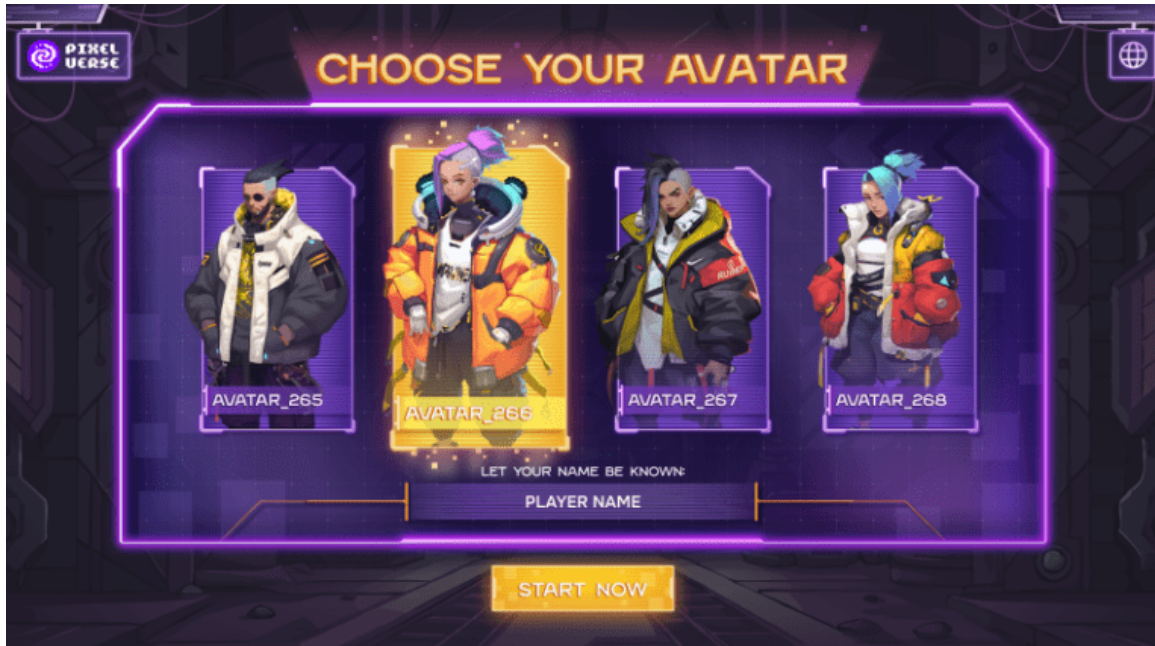 PIXEL
VERSE
CHOOSE YOUR AVATAR
AVATAR_265
AVATAR_266
AVATAR_267
AVATAR_268
LET YOUR NAME BE KNOWN:
PLAYER NAME
START NOW